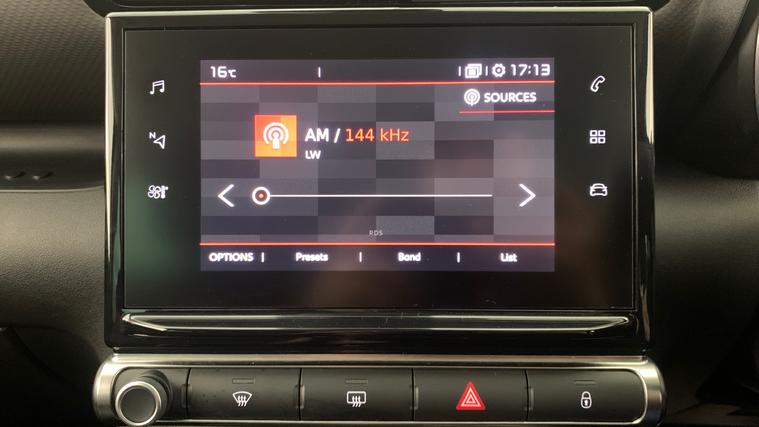 16°C 17:13
SOURCES
AM / 144 kHz
LW
N
RDS
OPTIONS | Presets | Band | List